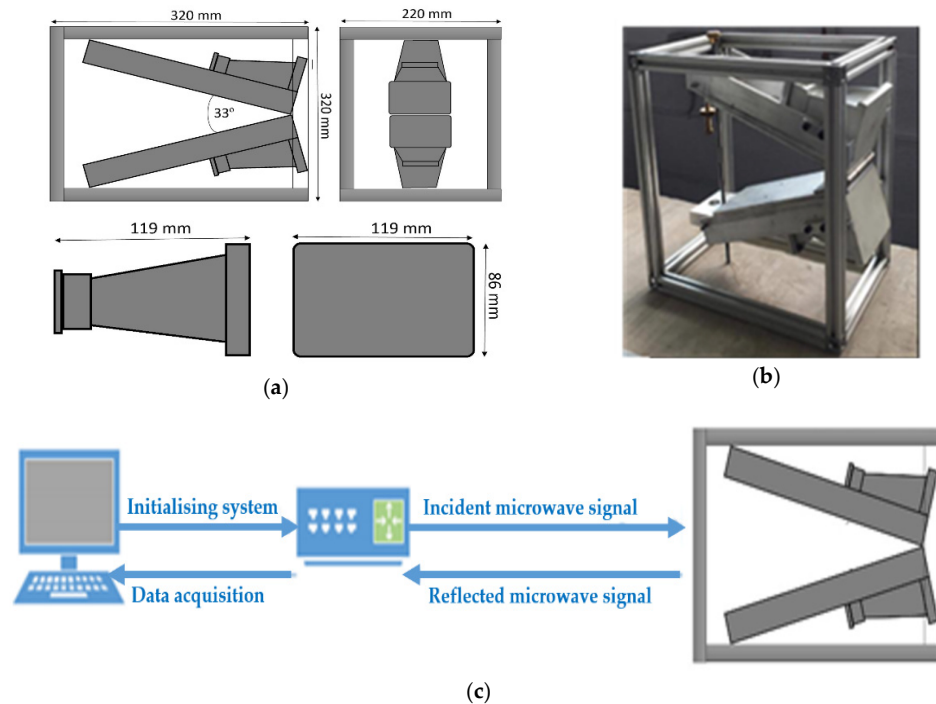 320 mm
220 mm
33°
320 mm
119 mm
119 mm
86 mm
(a)
(b)
Initialising system
Incident microwave signal
Data acquisition
Reflected microwave signal
(c)